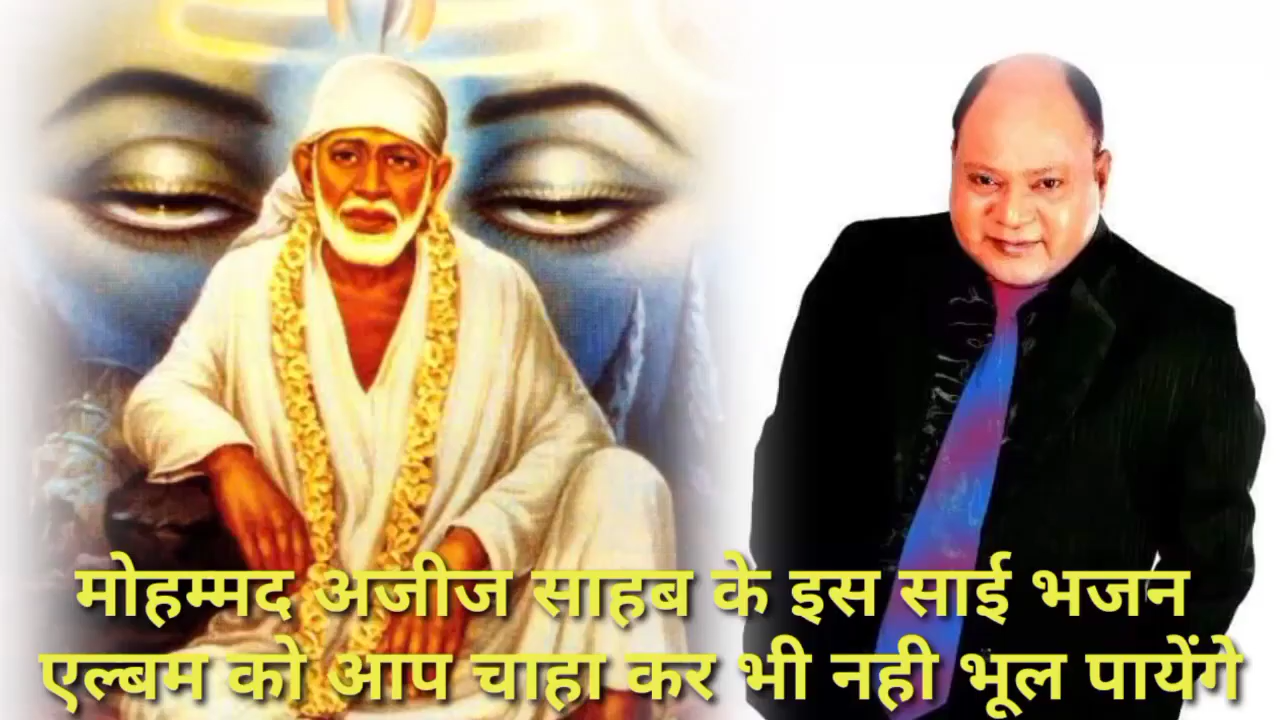 मोहम्मद अजीज साहब के इस साई भजन
एल्बम को आप चाहा कर भी नही भूल पायेंगे